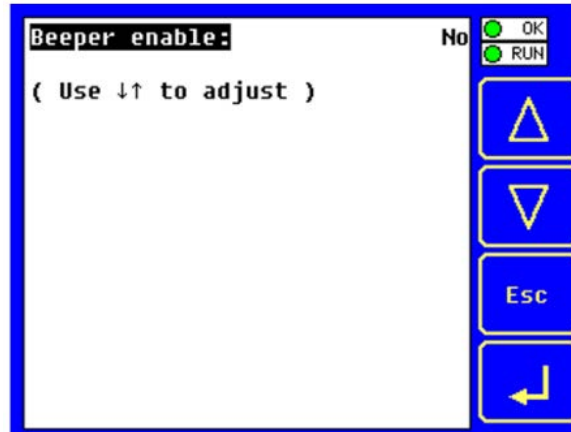 Beeper enable: No
( Use ↓↑ to adjust )
OK
RUN
Esc